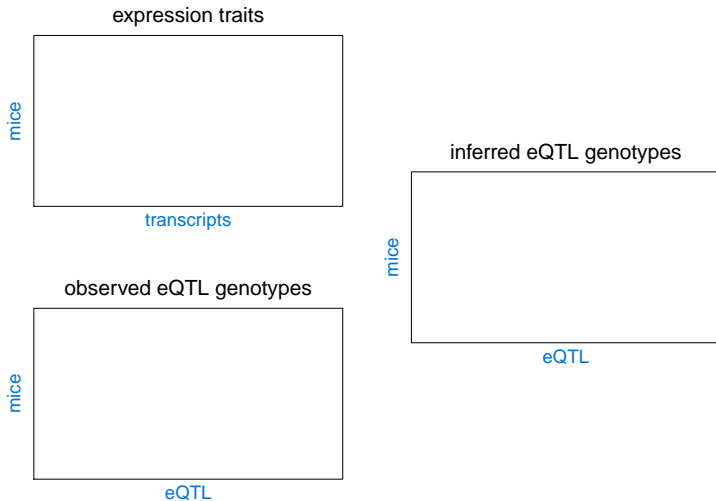 expression traits
mice
transcripts
observed eQTL genotypes
mice
eQTL
inferred eQTL genotypes
mice
eQTL